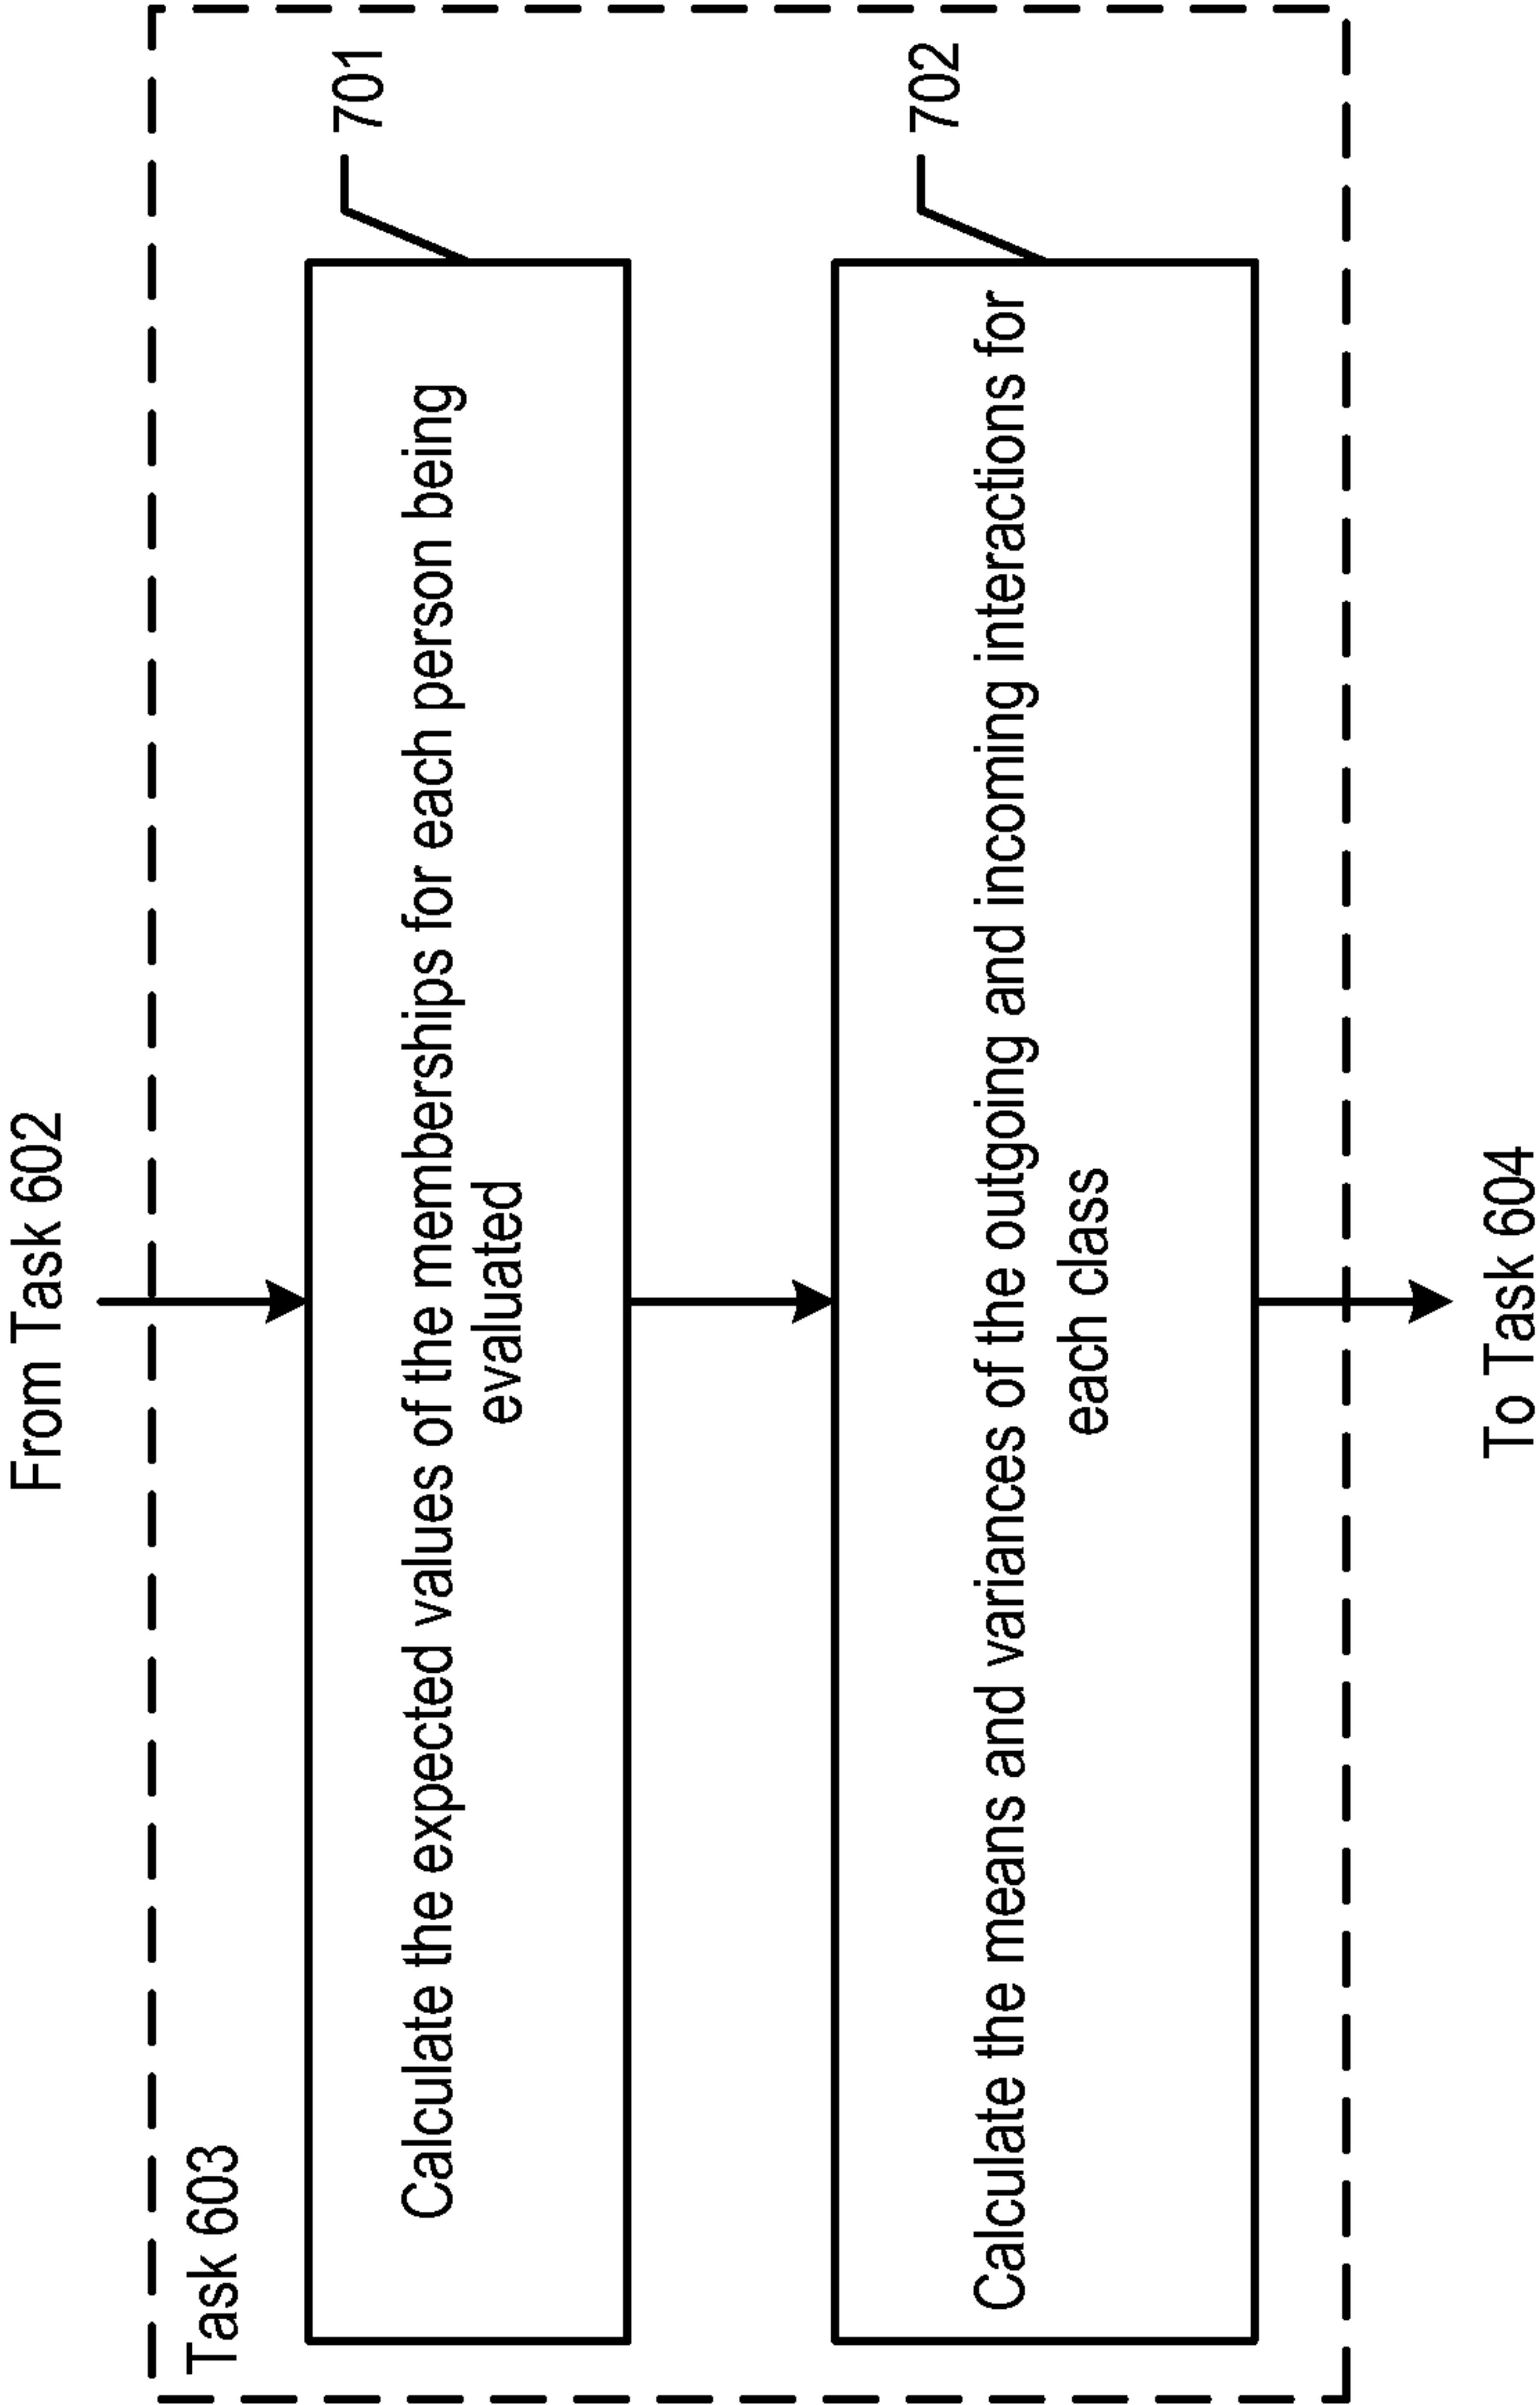 From Task 602
Task 603
701
Calculate the expected values of the memberships for each person being
evaluated
702
Calculate the means and variances of the outgoing and incoming interactions for
each class
To Task 604